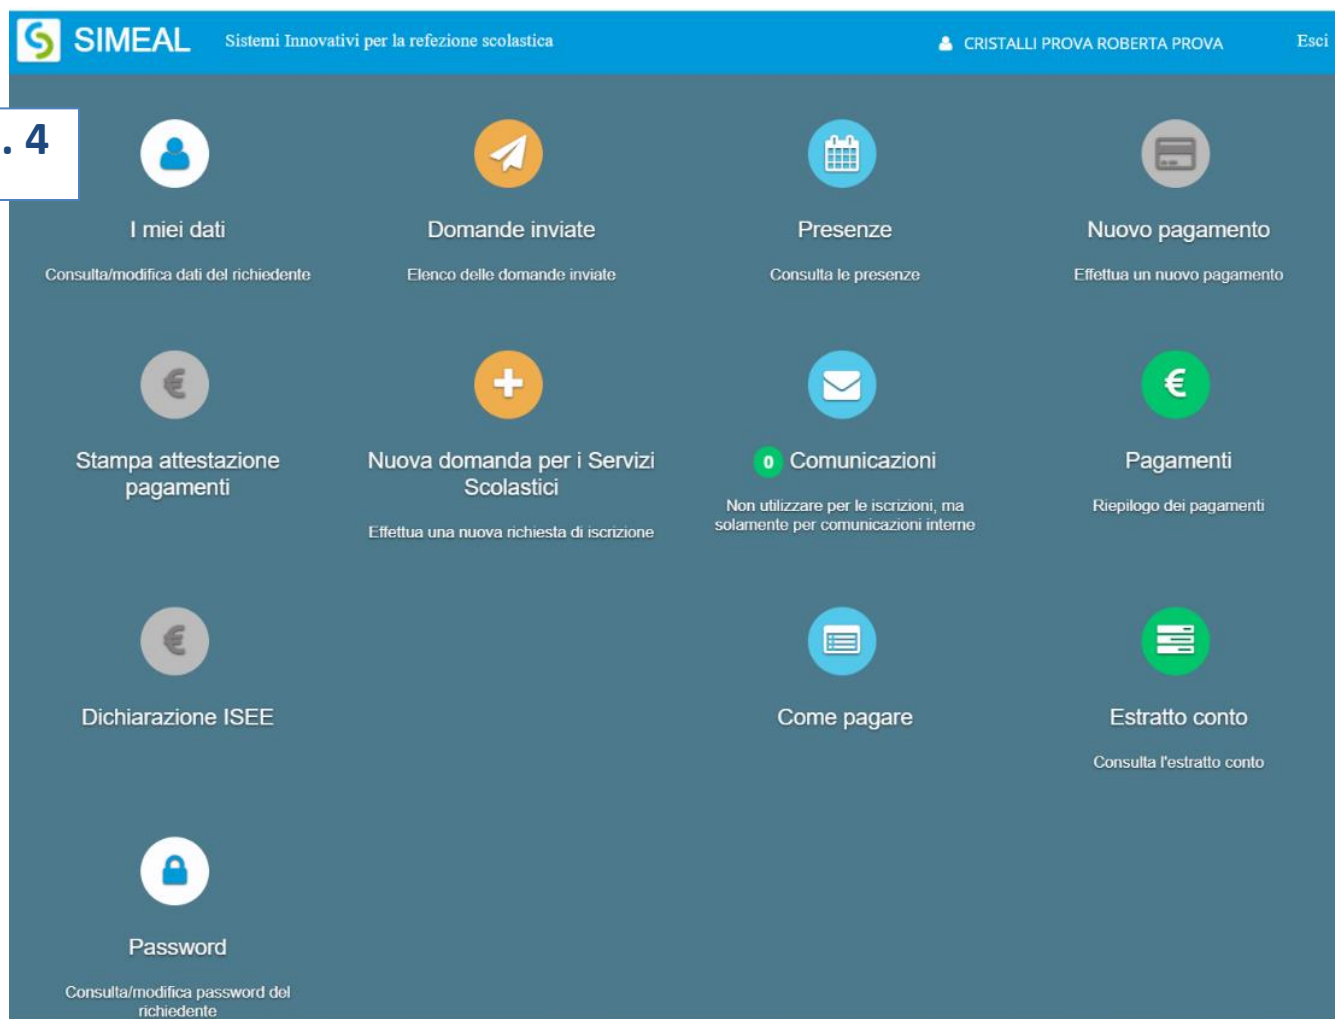 SIMEAL
Sistemi Innovativi per la refezione scolastica
CRISTALLI PROVA ROBERTA PROVA
Esci
. 4
I miei dati
Consulta/modifica dati del richiedente
Domande inviate
Elenco delle domande inviate
Presenze
Consulta le presenze
Nuovo pagamento
Effettua un nuovo pagamento
€
Stampa attestazione
pagamenti
Nuova domanda per i Servizi
Scolastici
Effettua una nuova richiesta di iscrizione
0 Comunicazioni
Non utilizzare per le iscrizioni, ma
solamente per comunicazioni interne
€
Pagamenti
Riepilogo dei pagamenti
€
Dichiarazione ISEE
Come pagare
Estratto conto
Consulta l'estratto conto
Password
Consulta/modifica password del
richiedente